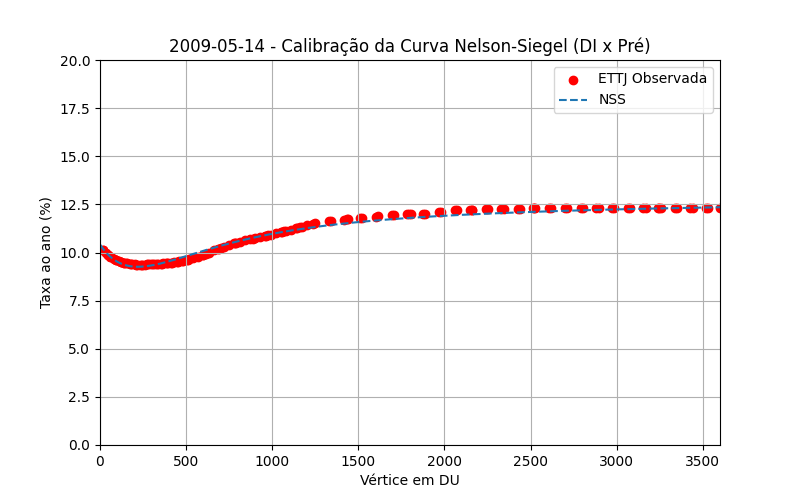 2009-05-14 - Calibração da Curva Nelson-Siegel (DI x Pré)
ETTJ Observada
NSS
Taxa ao ano (%)
20.0
17.5
15.0
12.5
10.0
7.5
5.0
2.5
0.0
0 500 1000 1500 2000 2500 3000 3500
Vértice em DU